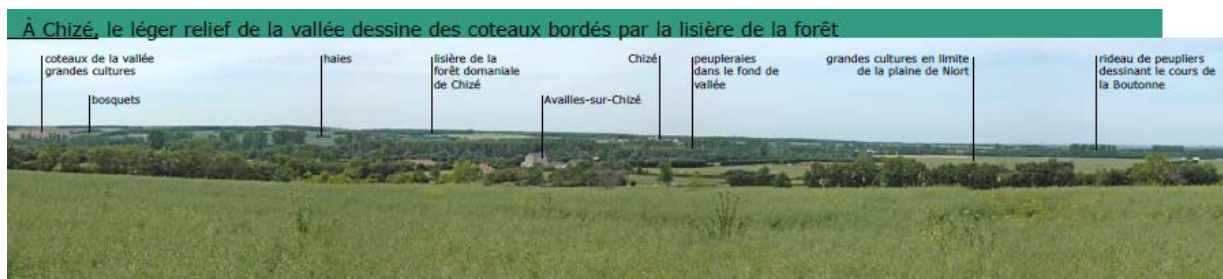 À Chizé, le léger relief de la vallée dessine des coteaux bordés par la lisière de la forêt
coteaux de la vallée
grandes cultures
bosquets
haies
lisière de la
forêt domaniale
de Chizé
Availles-sur-Chizé
Chizé
peupleraies
dans le fond de
vallée
grandes cultures en limite
de la plaine de Niort
rideau de peupliers
dessinant le cours de
la Boutonne